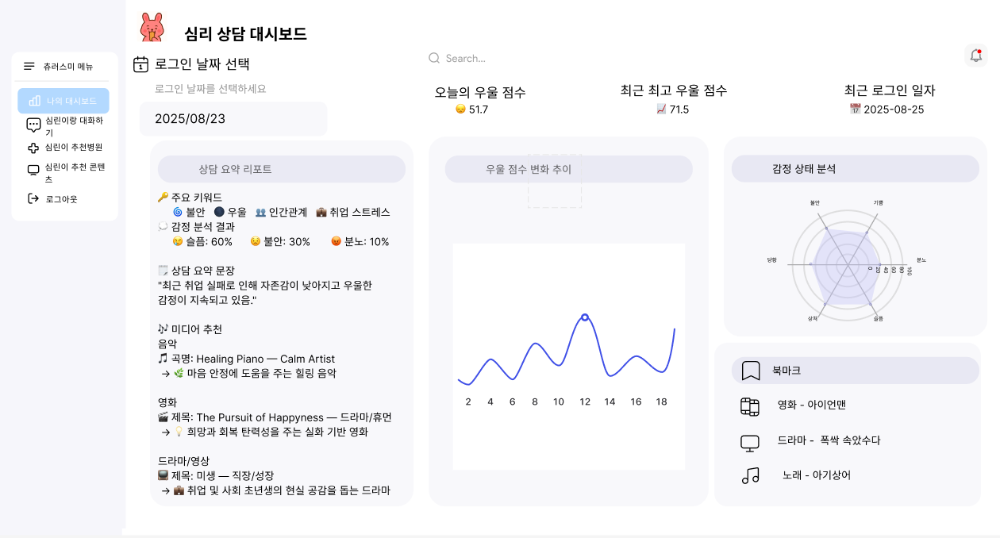 심리 상담 대시보드
츄러스미 메뉴
나의 대시보드
심린이랑 대화하
기
심린이 추천병원
심린이 추천 콘텐
츠
로그아웃
로그인 날짜 선택
로그인 날짜를 선택하세요
2025/08/23
Search...
오늘의 우울 점수
😔 51.7
최근 최고 우울 점수
📈 71.5
최근 로그인 일자
📅 2025-08-25
상담 요약 리포트
🔑 주요 키워드
🌀 불안 🌑 우울 👥 인간관계 💼 취업 스트레스
💭 감정 분석 결과
😢 슬픔: 60% 😟 불안: 30% 😡 분노: 10%
🗒️ 상담 요약 문장
"최근 취업 실패로 인해 자존감이 낮아지고 우울한
감정이 지속되고 있음."
🎶 미디어 추천
음악
🎵 곡명: Healing Piano — Calm Artist
→ 🌿 마음 안정에 도움을 주는 힐링 음악
영화
🎬 제목: The Pursuit of Happyness — 드라마/휴먼
→ 💡 희망과 회복 탄력성을 주는 실화 기반 영화
드라마/영상
📺 제목: 미생 — 직장/성장
→ 💼 취업 및 사회 초년생의 현실 공감을 돕는 드라마
우울 점수 변화 추이
2 4 6 8 10 12 14 16 18
감정 상태 분석
불안
기쁨
당황
분노
0 20 40 60 80 100
상처
슬픔
북마크
영화 - 아이언맨
드라마 - 폭싹 속았수다
노래 - 아기상어